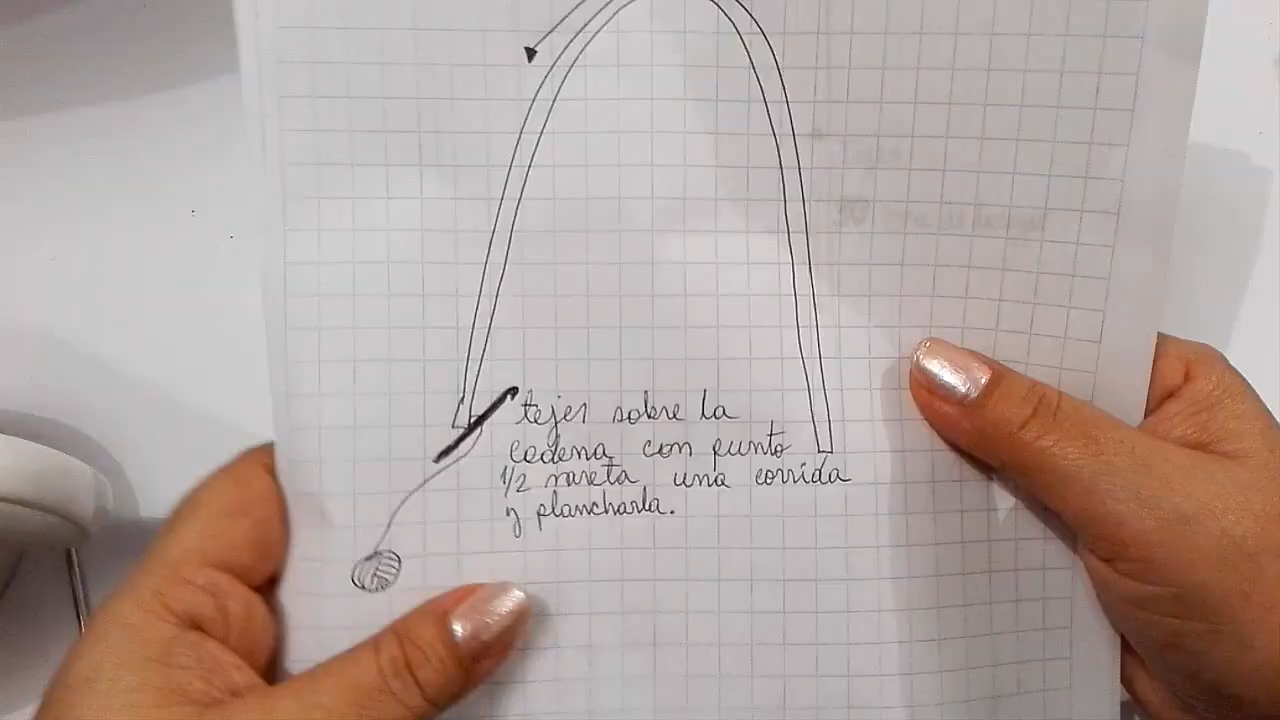 tejer sobre la
cadena con punto
1/2 vareta una corrida
y plancharla.